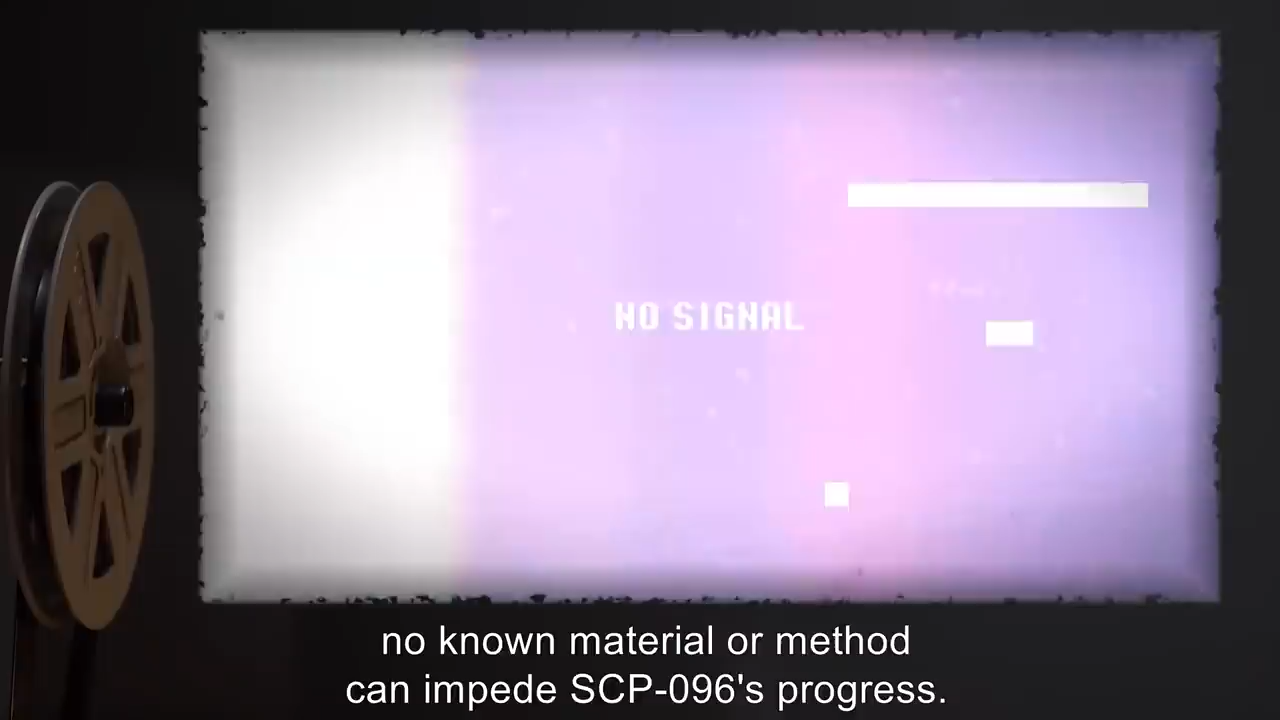 NO SIGNAL
no known material or method
can impede SCP-096's progress.